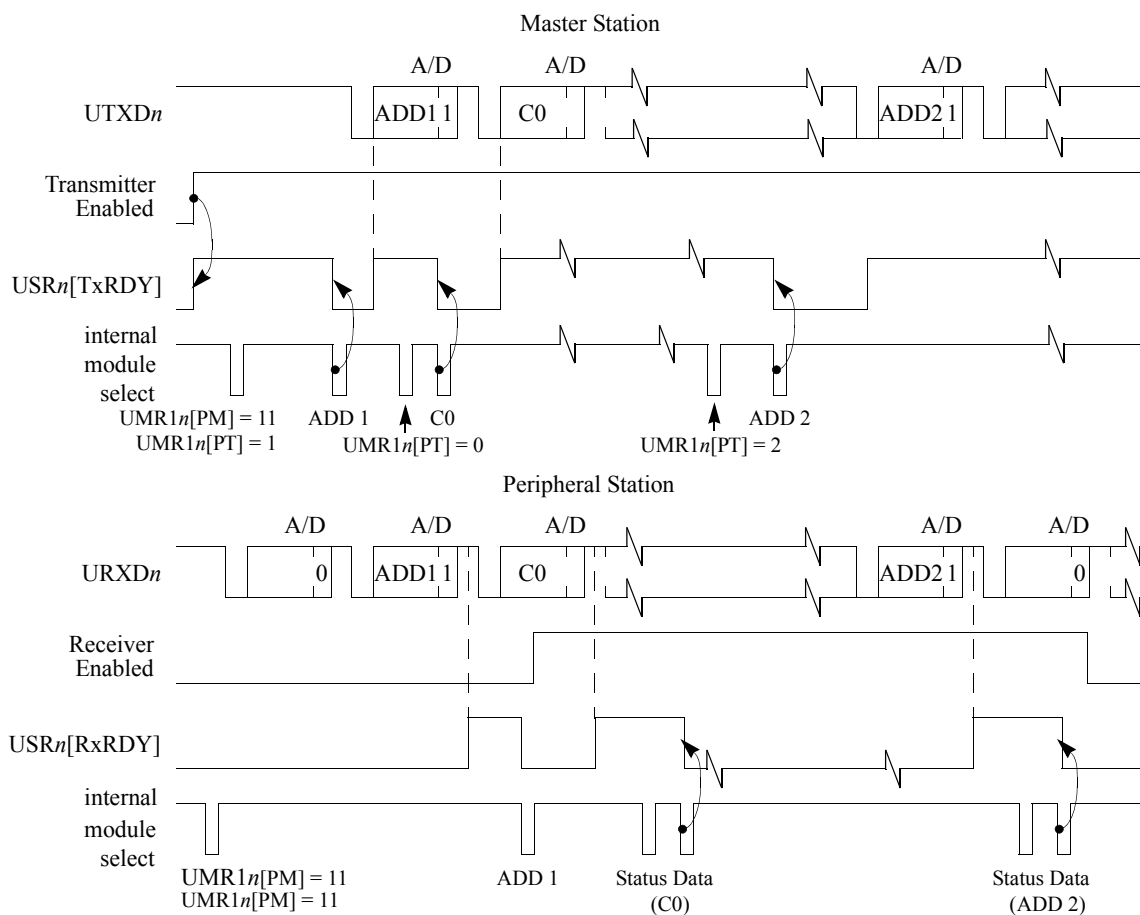 Master Station
A/D A/D A/D
UTXDn ADD1 1 C0 ADD2 1
Transmitter
Enabled
USRn[TxRDY]
internal
module
select
UMR1n[PM] = 11 ADD 1 C0 ADD 2
UMR1n[PT] = 1 UMR1n[PT] = 0 UMR1n[PT] = 2
Peripheral Station
A/D A/D A/D A/D A/D
URXDn 0 ADD1 1 C0 ADD2 1 0
Receiver
Enabled
USRn[RxRDY]
internal
module
select
UMR1n[PM] = 11 ADD 1 Status Data Status Data
UMR1n[PM] = 11 (C0) (ADD 2)